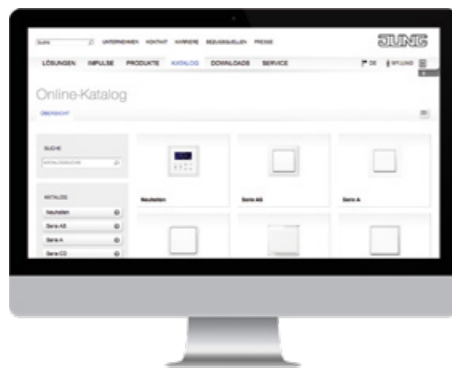 Suche UNTERNEHMEN KONTAKT KARRIERE BEZUGSQUELLEN PRESSE
JUNG
LÖSUNGEN IMPULSE PRODUKTE KATALOG DOWNLOADS SERVICE DE MY JUNG
Online-Katalog
ÜBERSICHT
SUCHE
KATALOGSUCHE
KATALOG
Neuheiten
Serie AS
Serie A
Serie CD
Neuheiten Serie AS Serie A